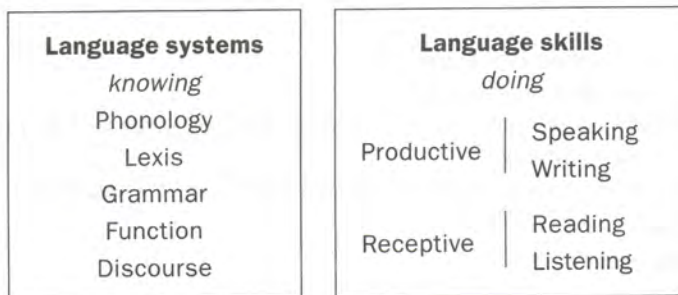 Language systems
knowing
Phonology
Lexis
Grammar
Function
Discourse
Language skills
doing
Productive
Speaking
Writing
Receptive
Reading
Listening